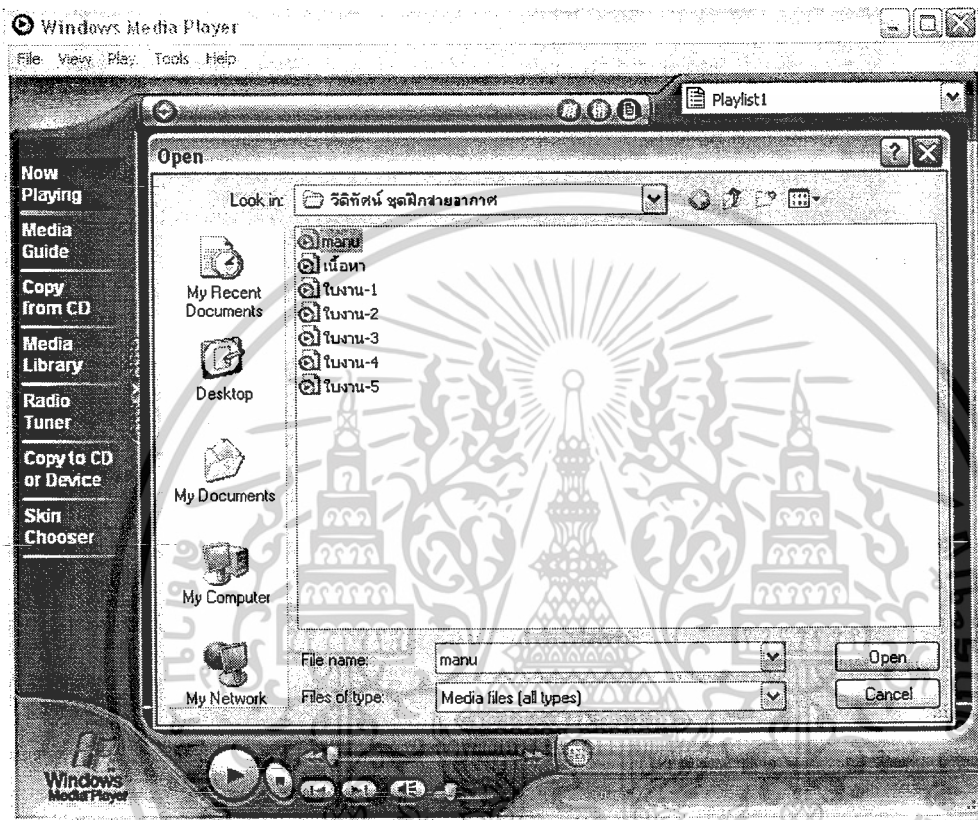 Windows Media Player
File View Play Tools Help
Playlist1
Open
Now Playing
Media Guide
Copy from CD
Media Library
Radio Tuner
Copy to CD or Device
Skin Chooser
Look in: วีดิทัศน์ ชุดฝึกสายอากาศ
My Recent Documents
Desktop
My Documents
My Computer
My Network
manu
เนื้อหา
ใบงาน-1
ใบงาน-2
ใบงาน-3
ใบงาน-4
ใบงาน-5
File name: manu
Open
Files of type: Media files (all types)
Cancel
Windows Media Player